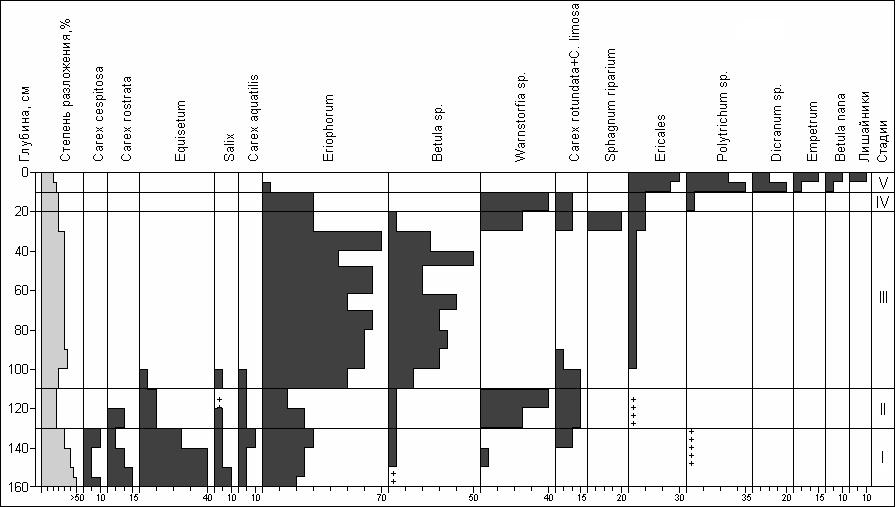 Глубина, см
Степень разложения,%
Carex cespitosa
Carex rostrata
Equisetum
Salix
Carex aquatilis
Eriophorum
Betula sp.
Warnstorfia sp.
Carex rotundata+C. limosa
Sphagnum riparium
Ericales
Polytrichum sp.
Dicranum sp.
Empetrum
Betula nana
Лишайники
Стадии
0
20
40
60
80
100
120
140
160
V
IV
III
II
I
+
+
+
+
+
+
+
+
+
+
+
+
>50 10 15 40 10 10 70 50 40 15 20 30 35 20 15 10 10